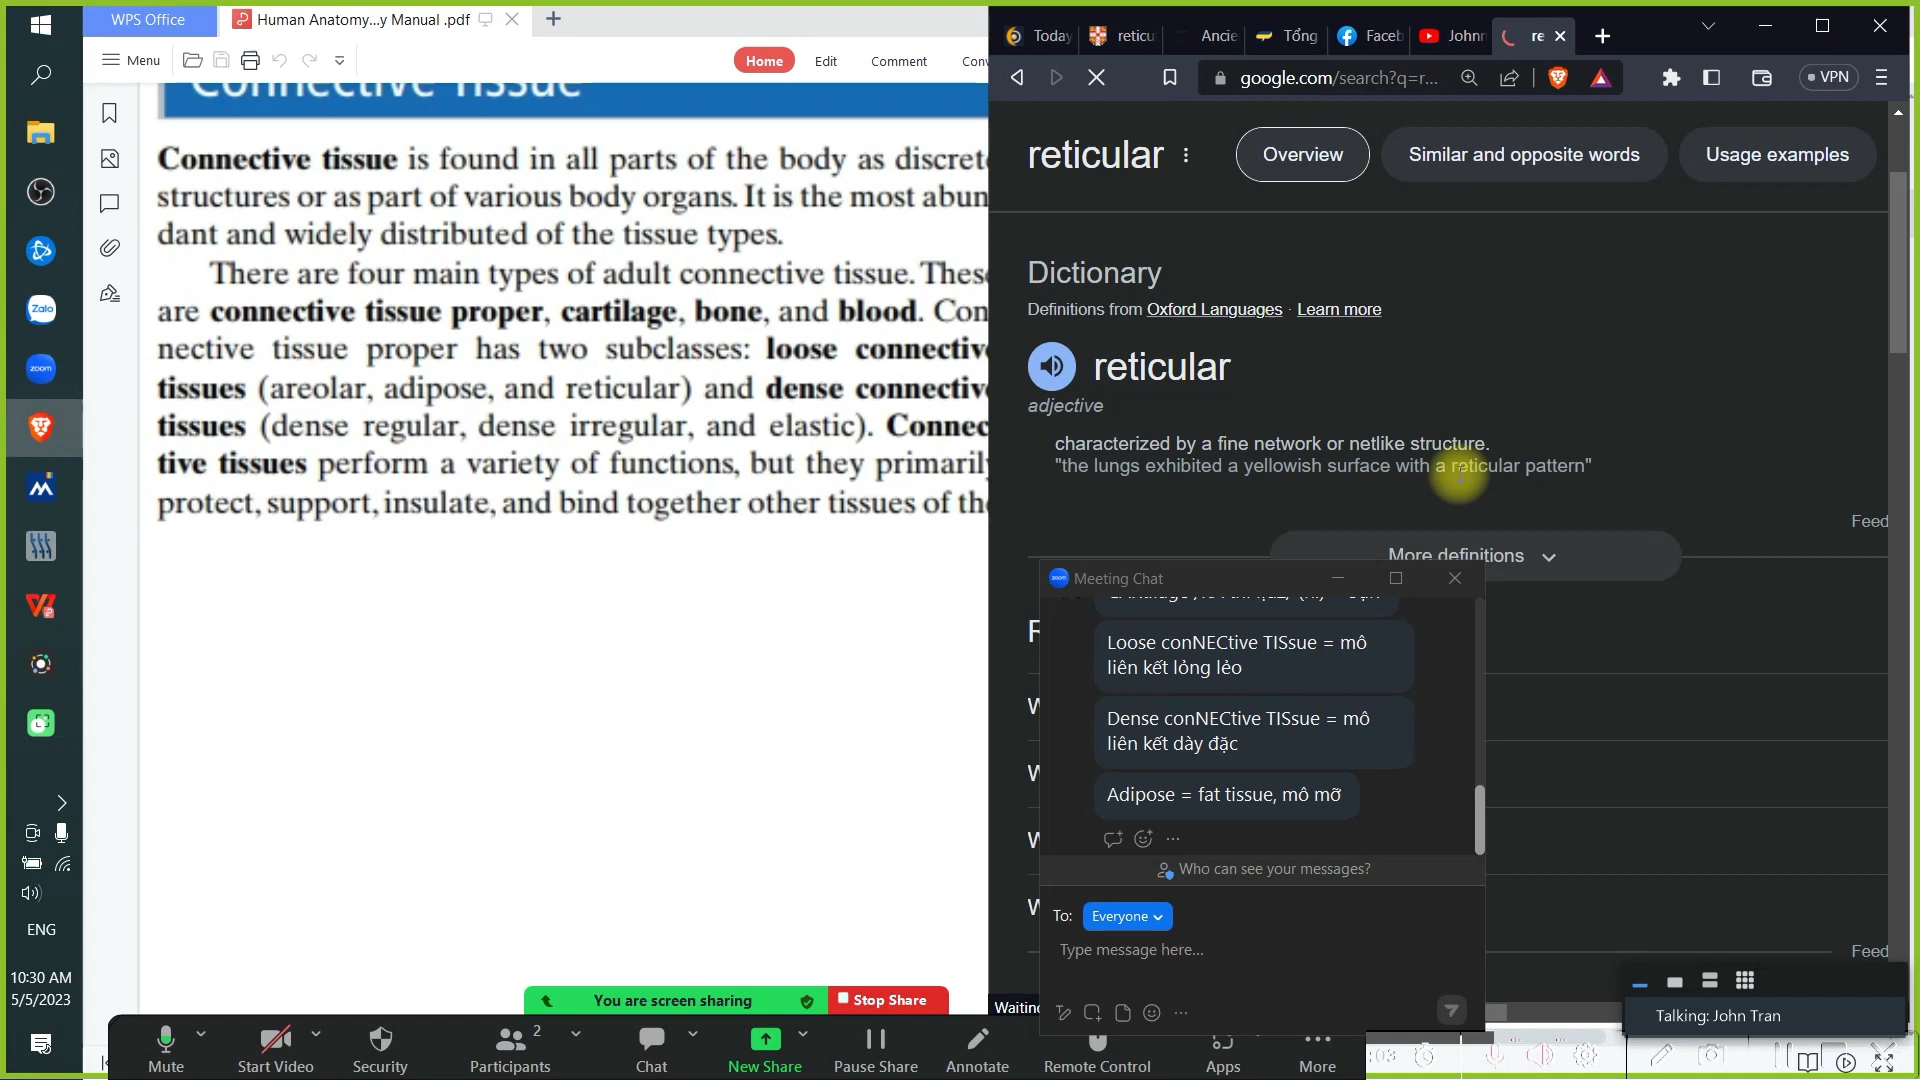 WPS Office
Human Anatomy...y Manual .pdf
Menu
Home
Edit
Comment
Connective Tissue
Connective tissue is found in all parts of the body as discret
structures or as part of various body organs. It is the most abun
dant and widely distributed of the tissue types.
There are four main types of adult connective tissue. These
are connective tissue proper, cartilage, bone, and blood. Con
nective tissue proper has two subclasses: loose connectiv
tissues (areolar, adipose, and reticular) and dense connective
tissues (dense regular, dense irregular, and elastic). Connec
tive tissues perform a variety of functions, but they primarily
protect, support, insulate, and bind together other tissues of the
Today
reticu
Ancie
Tổng
Faceb
Johnr
re
google.com/search?q=r...
VPN
reticular
Overview
Similar and opposite words
Usage examples
Dictionary
Definitions from Oxford Languages · Learn more
reticular
adjective
characterized by a fine network or netlike structure.
"the lungs exhibited a yellowish surface with a reticular pattern"
Feed
More definitions
zoom Meeting Chat
Loose conNECtive TISsue = mô
liên kết lỏng lẻo
Dense conNECtive TISsue = mô
liên kết dày đặc
Adipose = fat tissue, mô mỡ
Who can see your messages?
To: Everyone
Type message here...
Feed
Talking: John Tran
Zalo
zoom
ENG
10:30 AM
5/5/2023
You are screen sharing
Stop Share
Waiting
Mute
Start Video
Security
Participants
2
Chat
New Share
Pause Share
Annotate
Remote Control
Apps
More
:03